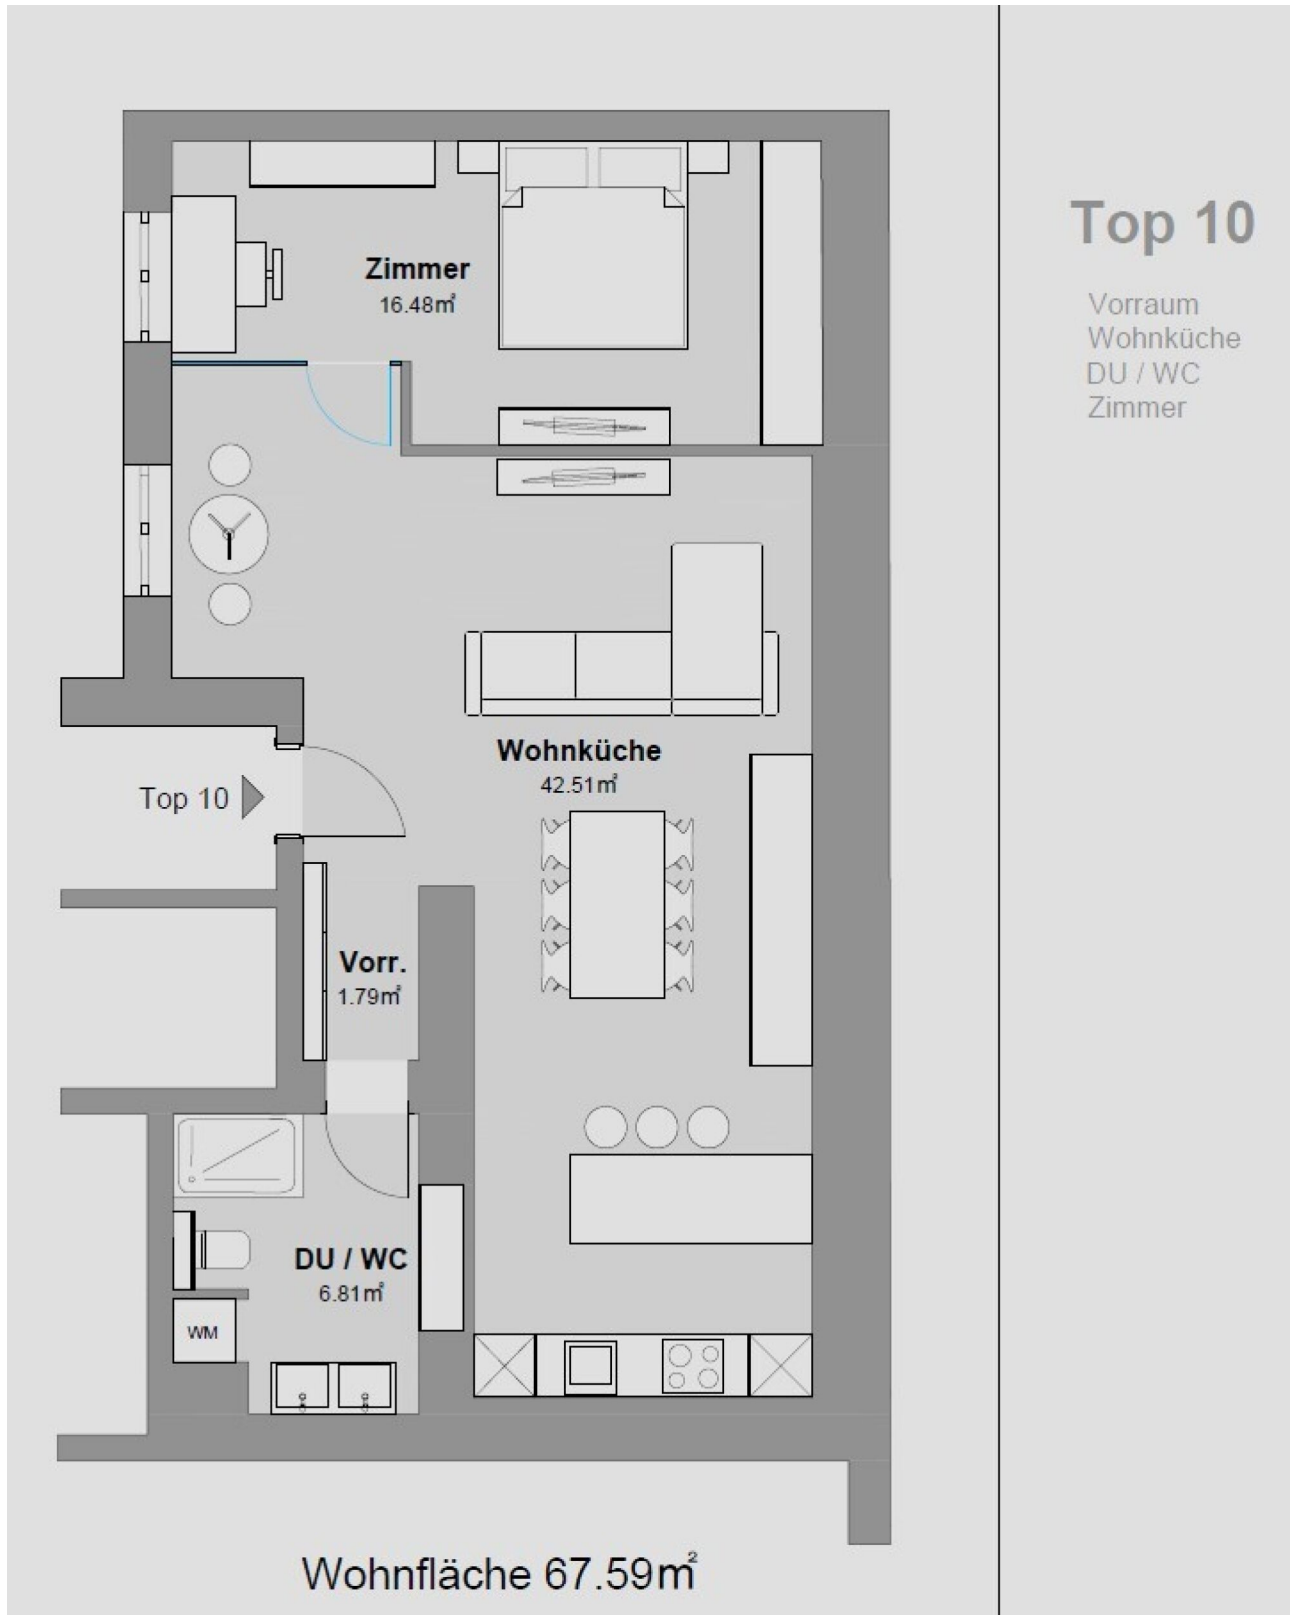 Top 10
Vorraum
Wohnküche
DU / WC
Zimmer
Zimmer
16.48m²
Wohnküche
42.51m²
Top 10
Vorr.
1.79m²
DU / WC
6.81m²
WM
Wohnfläche 67.59m²